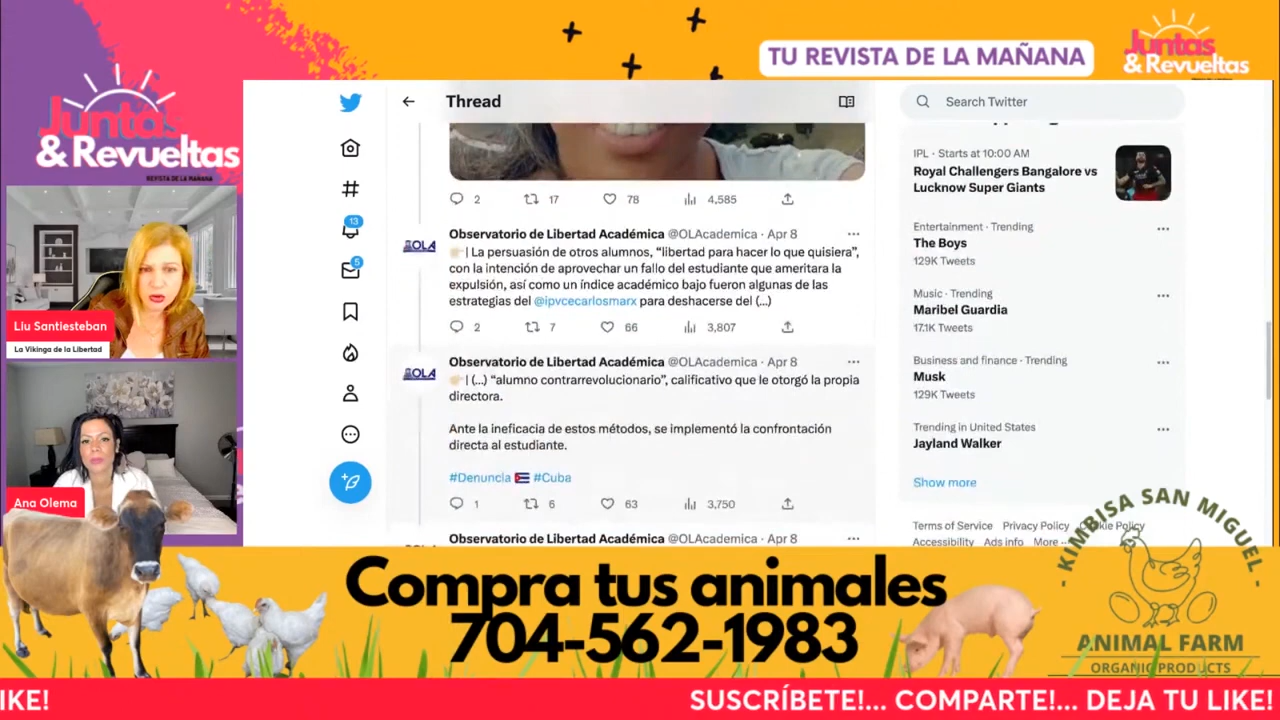 TU REVISTA DE LA MAÑANA
Juntas
& Revueltas
Juntas
& Revueltas
REVISTA DE LA MAÑANA
Liu Santiesteban
La Vikinga de la Libertad
Ana Olema
13
5
Thread
2 17 78 4,585
OLA
Observatorio de Libertad Académica @OLAcademica · Apr 8
| La persuasión de otros alumnos, “libertad para hacer lo que quisiera”,
con la intención de aprovechar un fallo del estudiante que ameritara la
expulsión, así como un índice académico bajo fueron algunas de las
estrategias del @ipvcecarlosmarx para deshacerse del (...)
2 7 66 3,807
OLA
Observatorio de Libertad Académica @OLAcademica · Apr 8
| (...) “alumno contrarrevolucionario”, calificativo que le otorgó la propia
directora.
Ante la ineficacia de estos métodos, se implementó la confrontación
directa al estudiante.
#Denuncia 🇨🇺 #Cuba
1 6 63 3,750
Observatorio de Libertad Académica @OLAcademica · Apr 8
Search Twitter
IPL · Starts at 10:00 AM
Royal Challengers Bangalore vs
Lucknow Super Giants
Entertainment · Trending
The Boys
129K Tweets
Music · Trending
Maribel Guardia
17.1K Tweets
Business and finance · Trending
Musk
129K Tweets
Trending in United States
Jayland Walker
Show more
Terms of Service Privacy Policy Cookie Policy
Accessibility Ads info More
Compra tus animales
704-562-1983
- KIMBISA SAN MIGUEL -
ANIMAL FARM
ORGANIC PRODUCTS
IKE! SUSCRÍBETE!... COMPARTE!... DEJA TU LIKE!